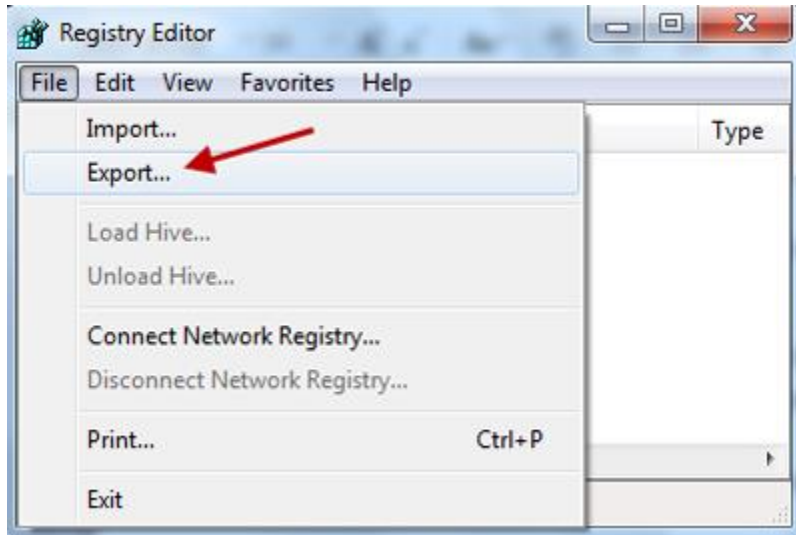 Registry Editor
File Edit View Favorites Help
Type
Import...
Export...
Load Hive...
Unload Hive...
Connect Network Registry...
Disconnect Network Registry...
Print... Ctrl+P
Exit